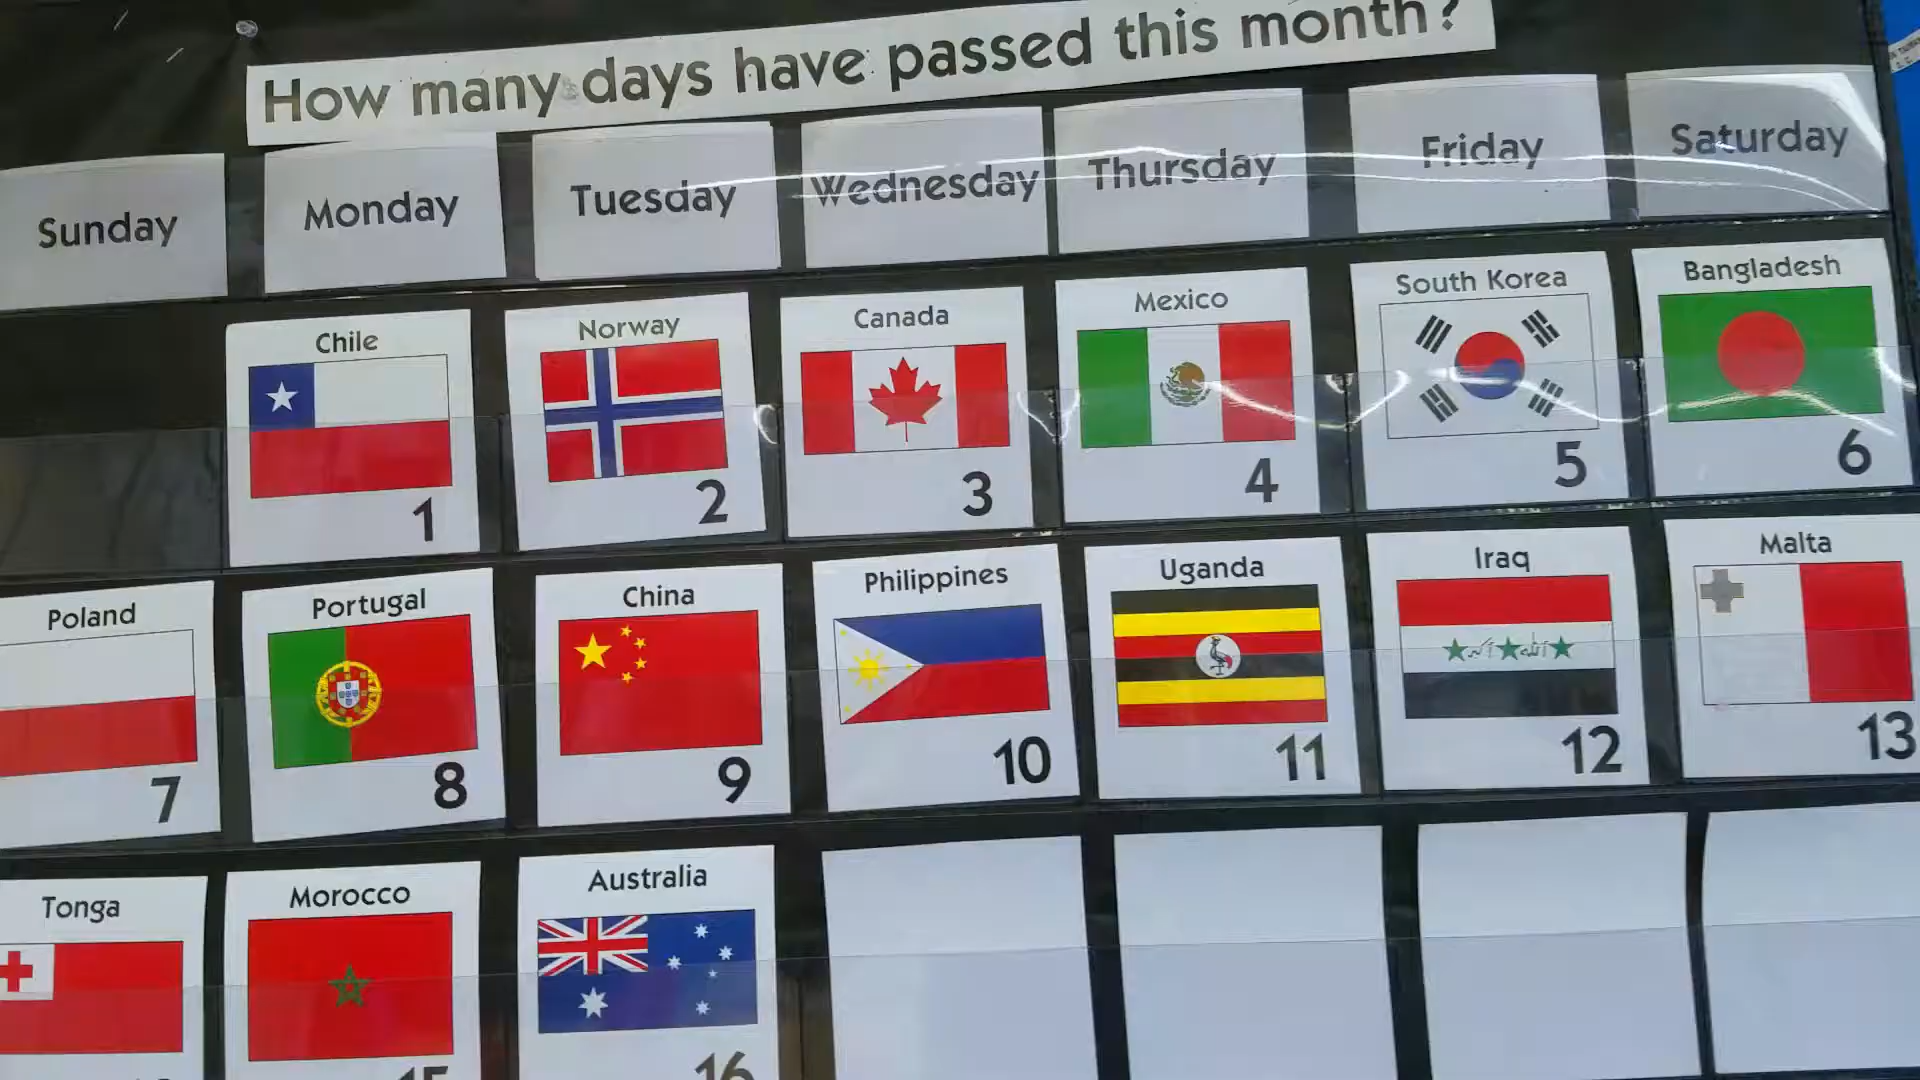 How many days have passed this month?
Sunday Monday Tuesday Wednesday Thursday Friday Saturday
Chile Norway Canada Mexico South Korea Bangladesh
1 2 3 4 5 6
Poland Portugal China Philippines Uganda Iraq Malta
7 8 9 10 11 12 13
Tonga Morocco Australia
15 16